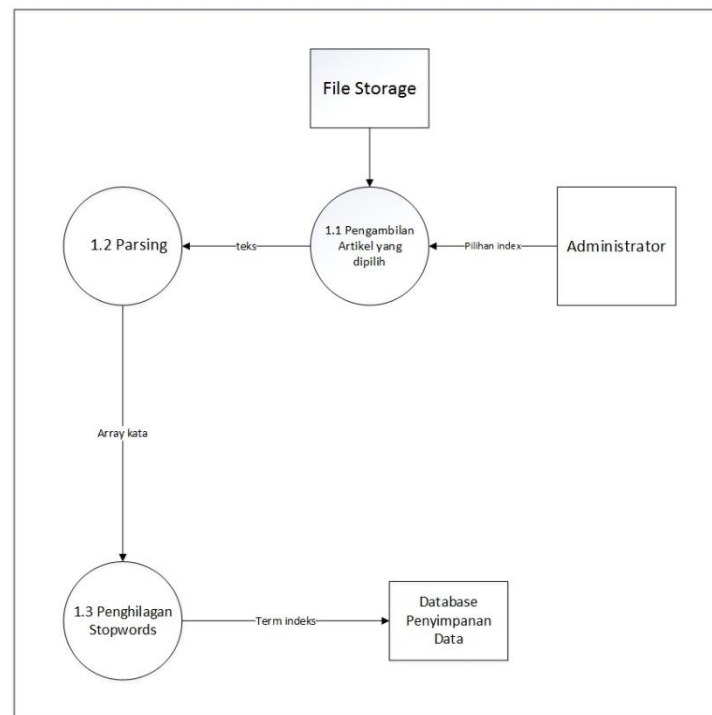 File Storage
1.1 Pengambilan
Artikel yang
dipilih
Pilihan index
Administrator
teks
1.2 Parsing
Array kata
1.3 Penghilagan
Stopwords
Term indeks
Database
Penyimpanan
Data